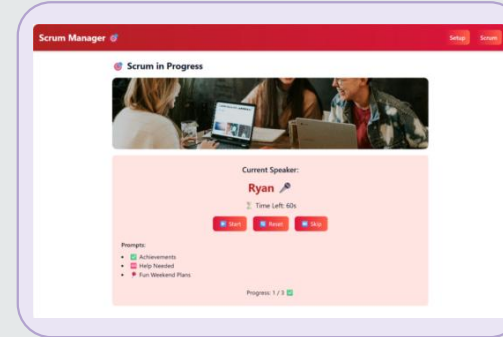 Scrum Manager 🎯
Setup
Scrum
🎯 Scrum in Progress
Current Speaker:
Ryan 🎤
⏳ Time Left: 60s
▶️ Start
🔄 Reset
⏭️ Skip
Prompts:
• ✅ Achievements
• 🆘 Help Needed
• 🎈 Fun Weekend Plans
Progress: 1 / 3 ✅